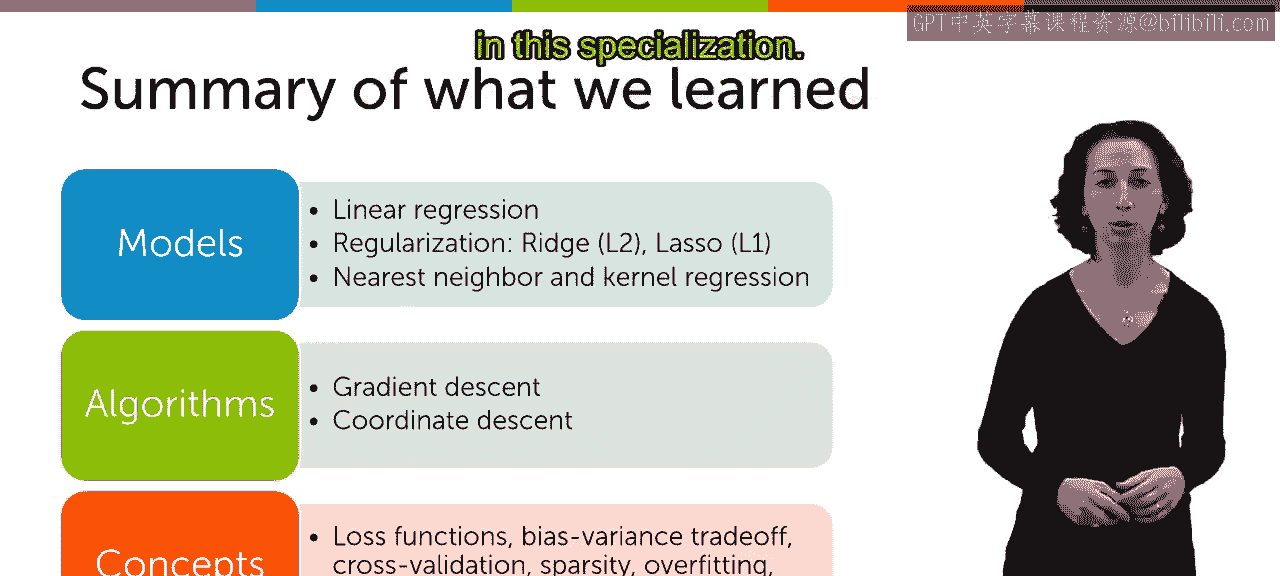 GPT中英字幕课程资源@bilibili.com
in this specialization.
Summary of what we learned
Models
• Linear regression
• Regularization: Ridge (L2), Lasso (L1)
• Nearest neighbor and kernel regression
Algorithms
• Gradient descent
• Coordinate descent
Concepts
• Loss functions, bias-variance tradeoff,
cross-validation, sparsity, overfitting,